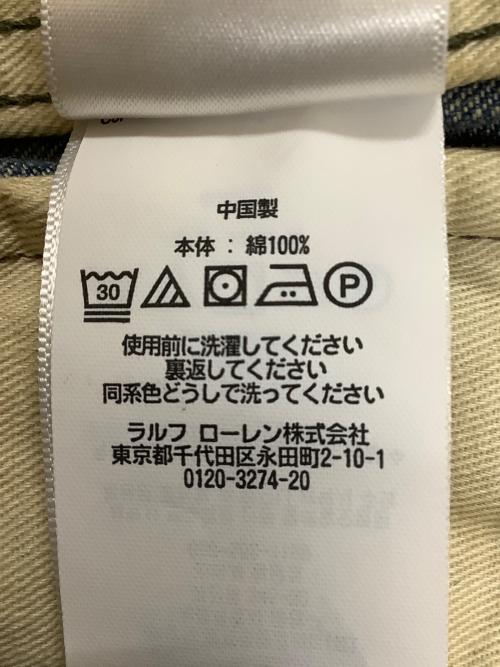 中国製
本体 : 綿100%
30 P
使用前に洗濯してください
裏返してください
同系色どうしで洗ってください
ラルフ ローレン株式会社
東京都千代田区永田町2-10-1
0120-3274-20